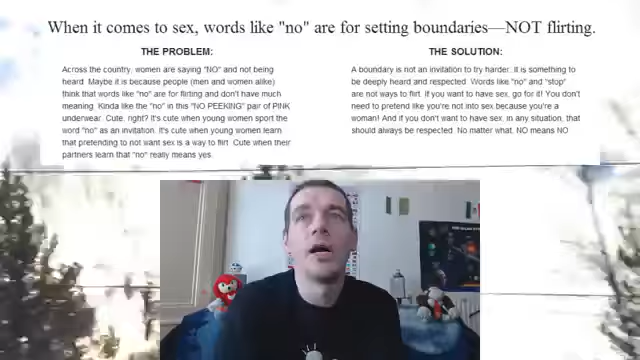 When it comes to sex, words like "no" are for setting boundaries—NOT flirting.
THE PROBLEM:
Across the country, women are saying "NO" and not being
heard. Maybe it is because people (men and women alike)
think that words like "no" are for flirting and don't have much
meaning. Kinda like the "no" in this "NO PEEKING" pair of PINK
underwear. Cute, right? It's cute when young women sport the
word "no" as an invitation. It's cute when young women learn
that pretending to not want sex is a way to flirt. Cute when their
partners learn that "no" really means yes.
THE SOLUTION:
A boundary is not an invitation to try harder. It is something to
be deeply heard and respected. Words like "no" and "stop"
are not ways to flirt. If you want to have sex, go for it! You don't
need to pretend like you're not into sex because you're a
woman! And if you don't want to have sex, in any situation, that
should always be respected. No matter what, NO means NO